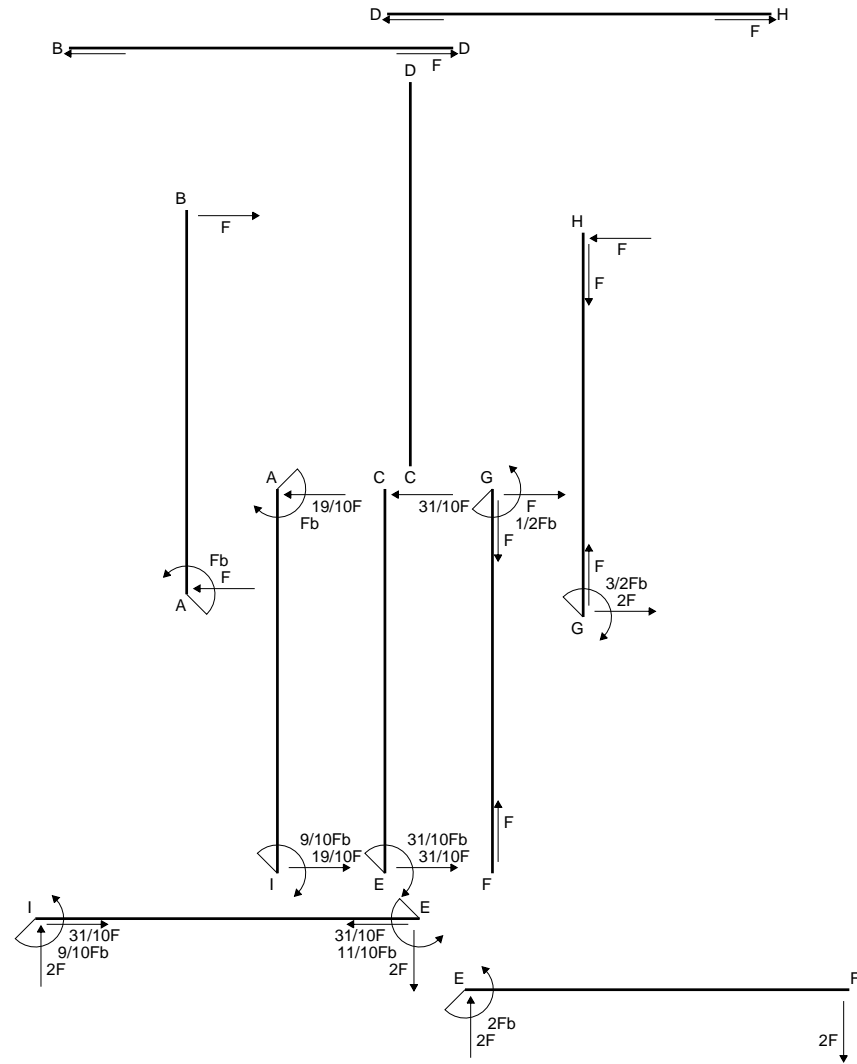 D H
F
B D
F
D
B
F
H
F
F
A C C G
19/10F 31/10F F
Fb 1/2Fb
F
Fb
F
A
F
3/2Fb
2F
G
F
9/10Fb 31/10Fb
19/10F 31/10F
I E F
I E
31/10F 31/10F
9/10Fb 11/10Fb
2F 2F
E F
2Fb
2F 2F